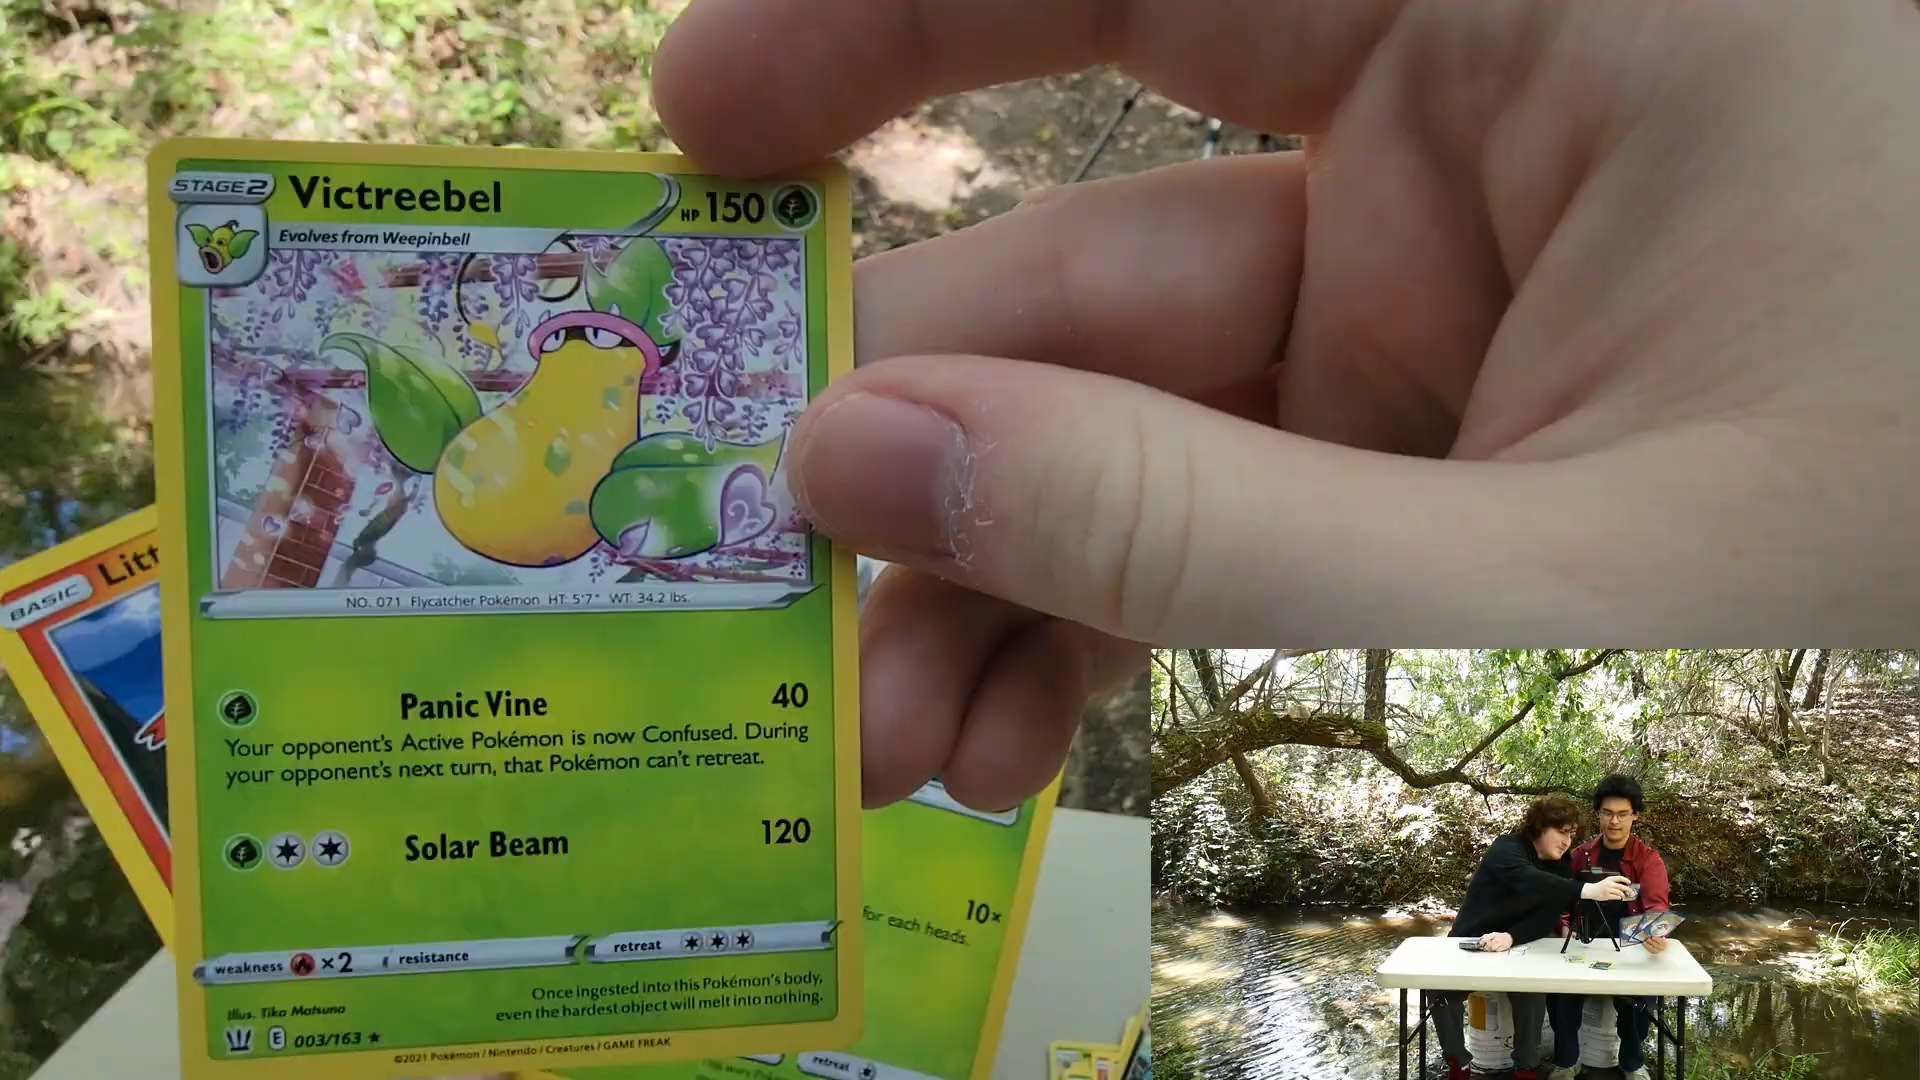 STAGE2
Victreebel
HP 150
Evolves from Weepinbell
NO. 071 Flycatcher Pokémon HT: 5'7" WT: 34.2 lbs.
Panic Vine 40
Your opponent's Active Pokémon is now Confused. During
your opponent's next turn, that Pokémon can't retreat.
Solar Beam 120
weakness ×2 resistance retreat
Once ingested into this Pokémon's body,
even the hardest object will melt into nothing.
Illus. Tika Matsuno
E 003/163 ★
©2021 Pokémon / Nintendo / Creatures / GAME FREAK
BASIC
Litt
10×
for each heads.
retreat